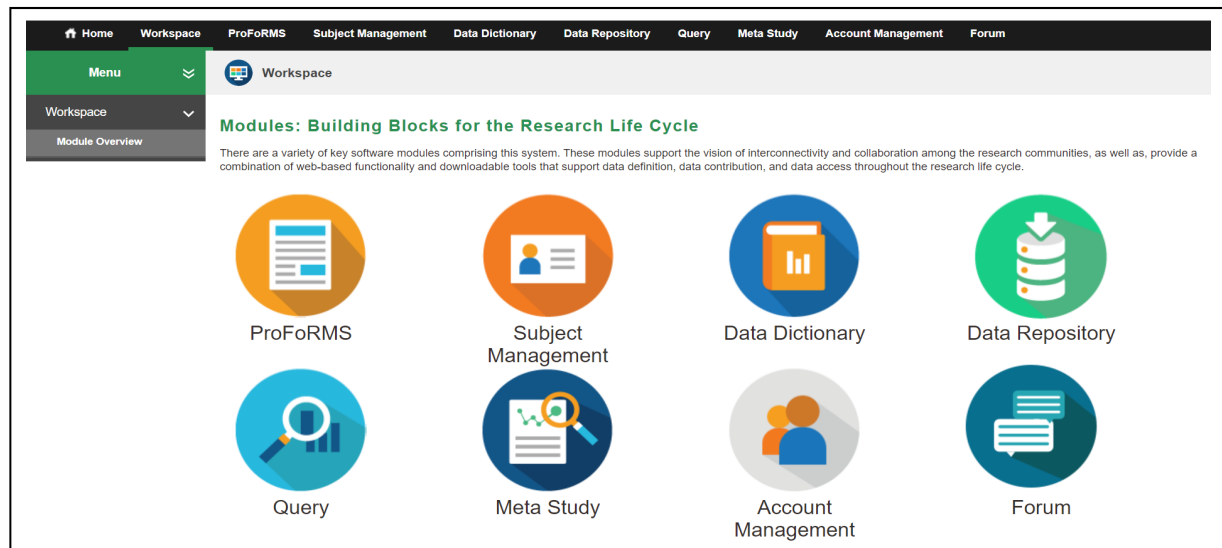 Home Workspace ProFoRMS Subject Management Data Dictionary Data Repository Query Meta Study Account Management Forum
Menu
Workspace
Workspace
Module Overview
Modules: Building Blocks for the Research Life Cycle
There are a variety of key software modules comprising this system. These modules support the vision of interconnectivity and collaboration among the research communities, as well as, provide a
combination of web-based functionality and downloadable tools that support data definition, data contribution, and data access throughout the research life cycle.
ProFoRMS
Subject
Management
Data Dictionary
Data Repository
Query
Meta Study
Account
Management
Forum